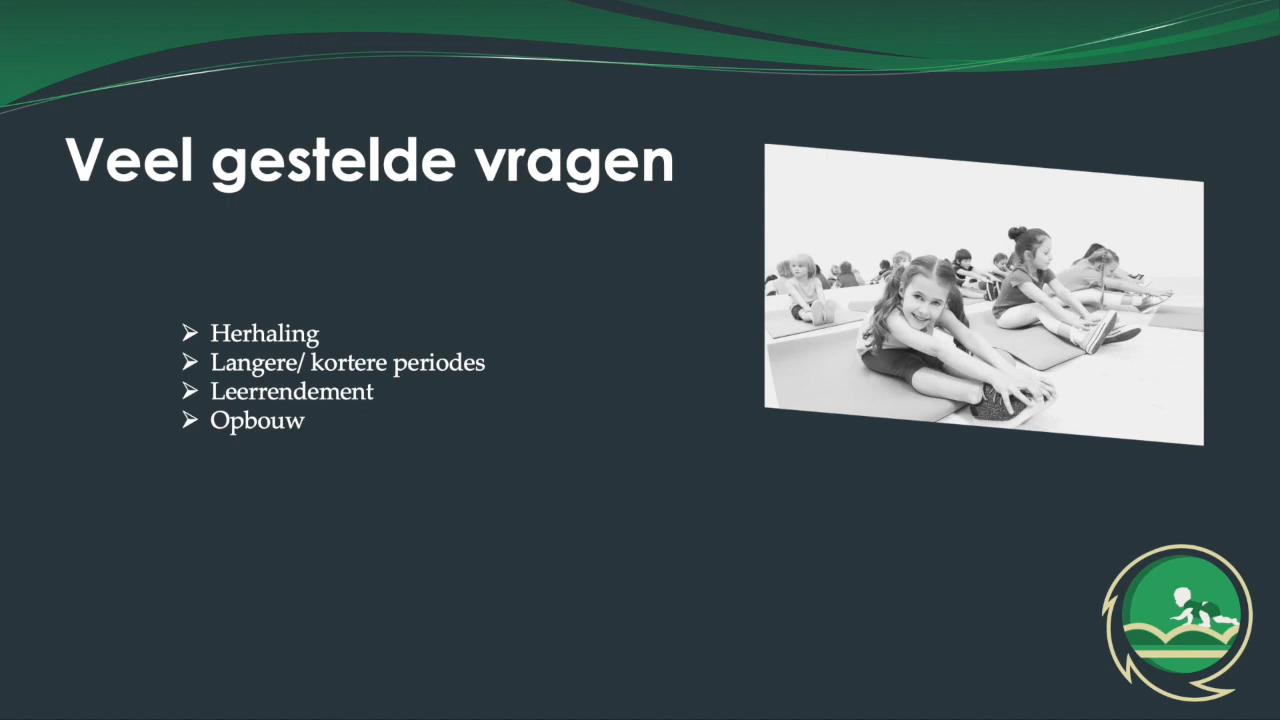 Veel gestelde vragen
Herhaling
Langere/ kortere periodes
Leerrendement
Opbouw